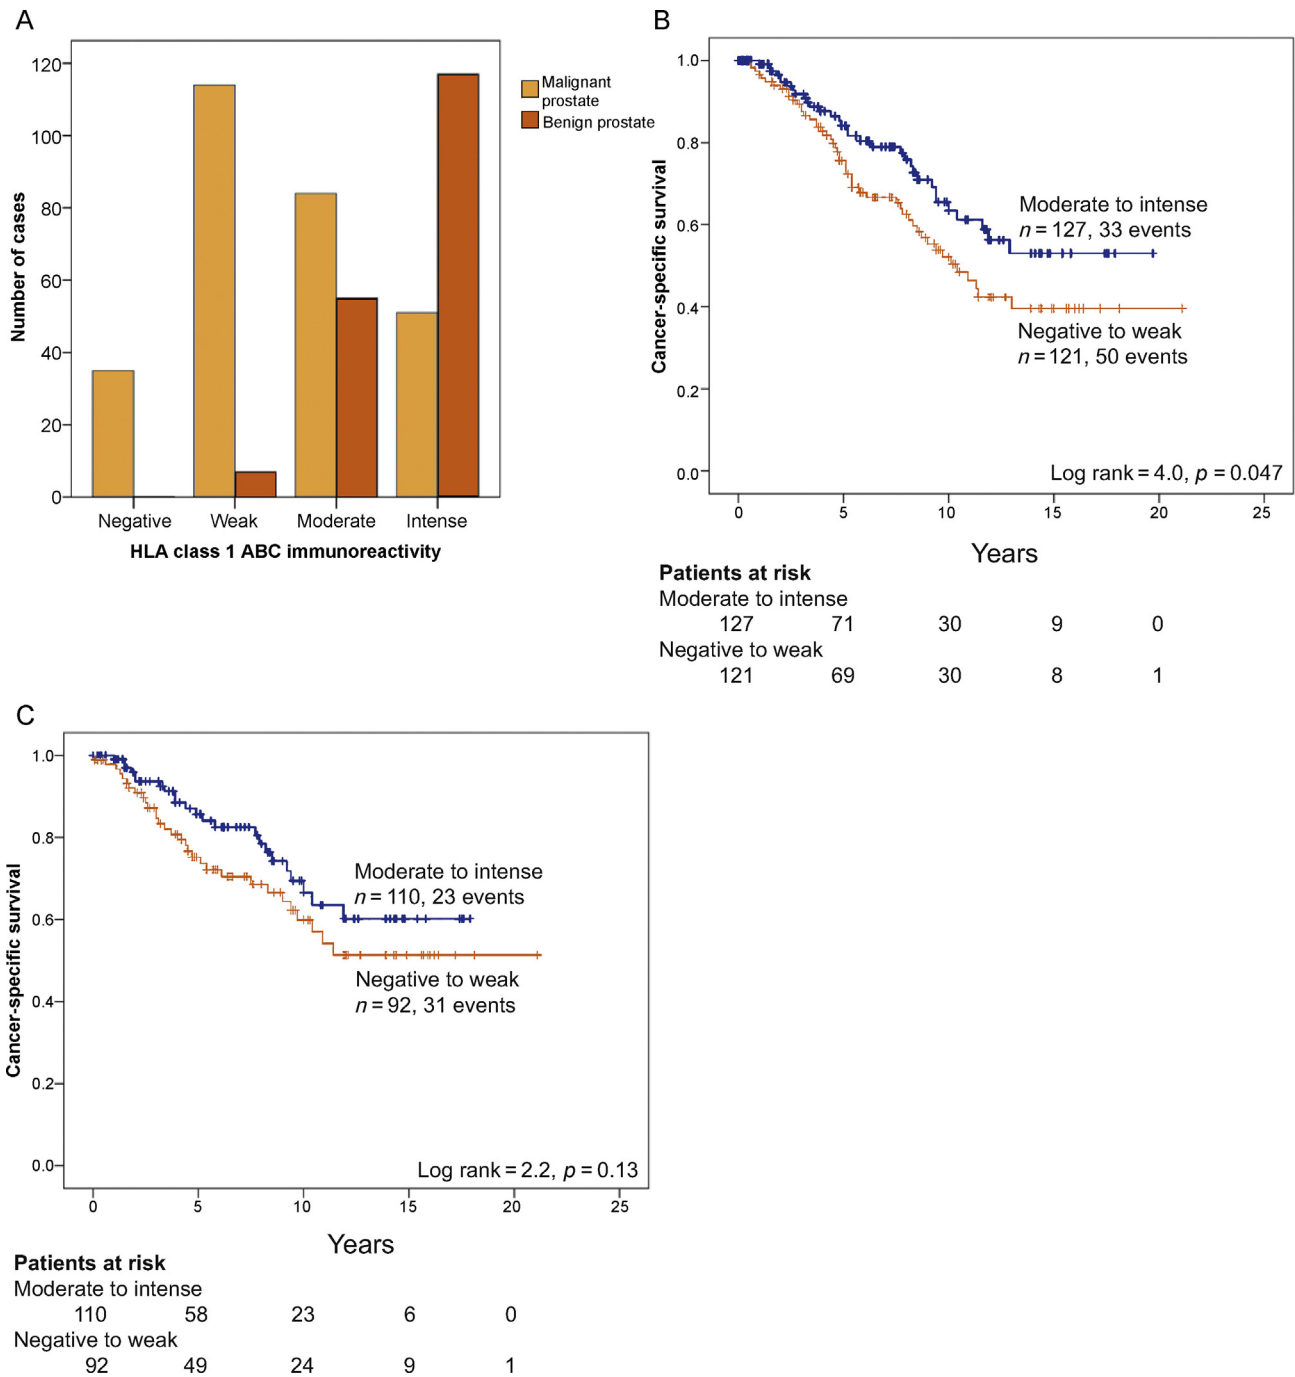 A
120
100
80
60
40
20
0
Number of cases
Negative Weak Moderate Intense
HLA class 1 ABC immunoreactivity
Malignant
prostate
Benign prostate
B
1.0
0.8
0.6
0.4
0.2
0.0
Cancer-specific survival
Moderate to intense
n = 127, 33 events
Negative to weak
n = 121, 50 events
Log rank = 4.0, p = 0.047
0 5 10 15 20 25
Years
Patients at risk
Moderate to intense
127 71 30 9 0
Negative to weak
121 69 30 8 1
C
1.0
0.8
0.6
0.4
0.2
0.0
Cancer-specific survival
Moderate to intense
n = 110, 23 events
Negative to weak
n = 92, 31 events
Log rank = 2.2, p = 0.13
0 5 10 15 20 25
Years
Patients at risk
Moderate to intense
110 58 23 6 0
Negative to weak
92 49 24 9 1